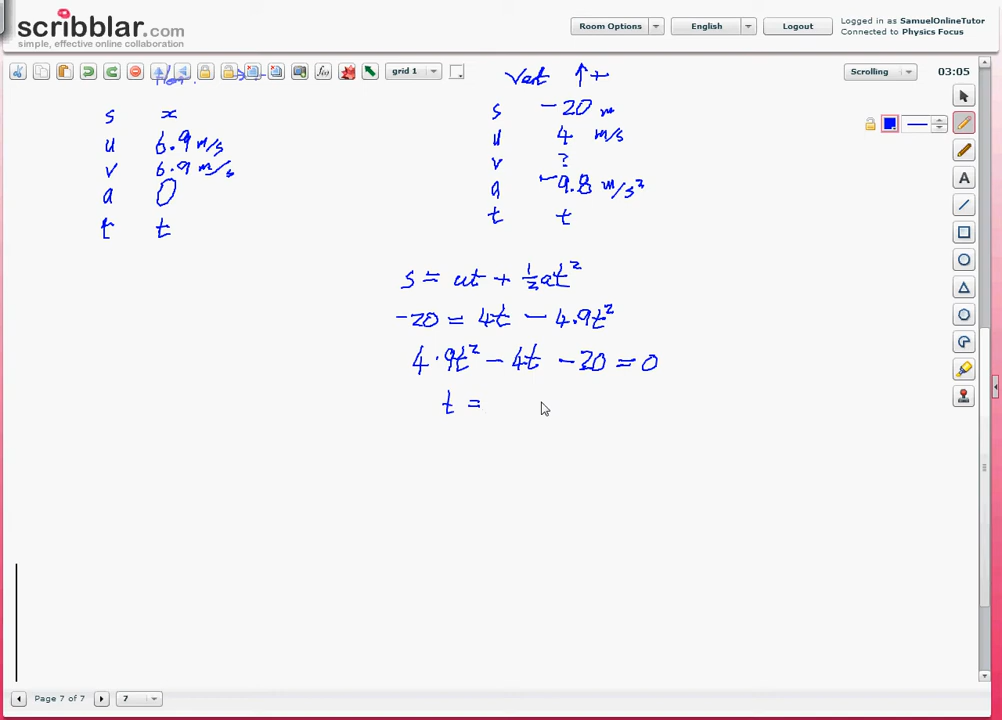 scribblar.com
simple, effective online collaboration
Room Options
English
Logout
Logged in as SamuelOnlineTutor
Connected to Physics Focus
f(x)
grid 1
Scrolling
03:05
A
s x
u 6.9 m/s
v 6.9 m/s
a 0
t t
Vert ↑+
s -20 m
u 4 m/s
v ?
a -9.8 m/s²
t t
s = ut + ½at²
-20 = 4t - 4.9t²
4.9t² - 4t - 20 = 0
t =
Page 7 of 7
7